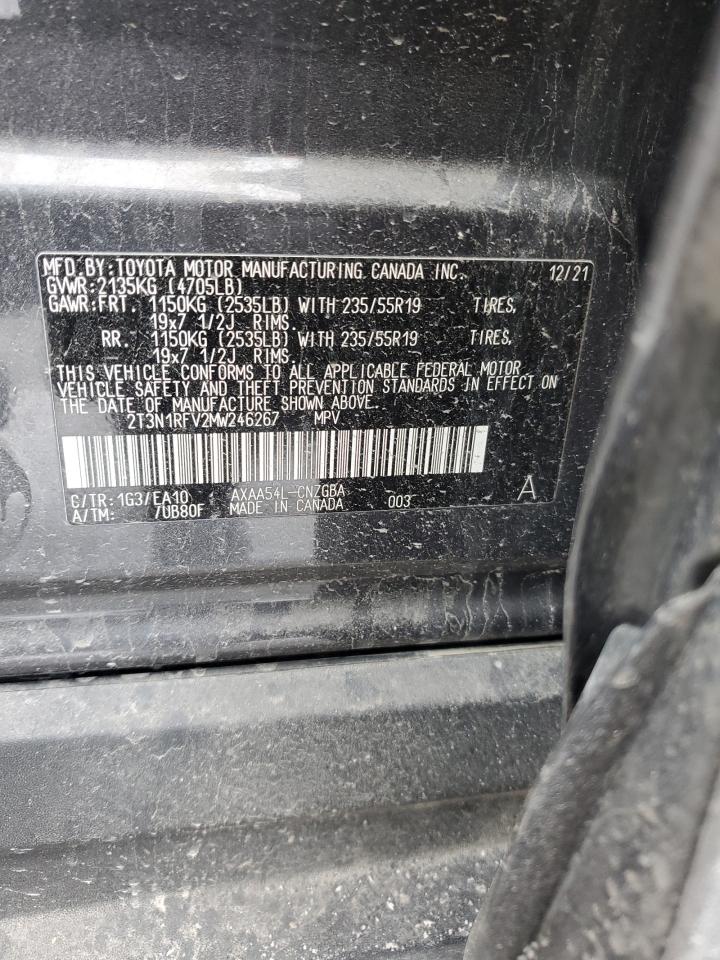 MFD.BY:TOYOTA MOTOR MANUFACTURING CANADA INC. 12/21
GVWR:2135KG (4705LB)
GAWR:FRT. 1150KG (2535LB) WITH 235/55R19 TIRES,
19x7 1/2J RIMS.
RR. 1150KG (2535LB) WITH 235/55R19 TIRES,
19x7 1/2J RIMS.
THIS VEHICLE CONFORMS TO ALL APPLICABLE FEDERAL MOTOR
VEHICLE SAFETY AND THEFT PREVENTION STANDARDS IN EFFECT ON
THE DATE OF MANUFACTURE SHOWN ABOVE.
2T3N1RFV2MW246267 MPV
C/TR:1G3/EA10 AXAA54L-CNZGBA 003 A
A/TM: 7UB80F MADE IN CANADA